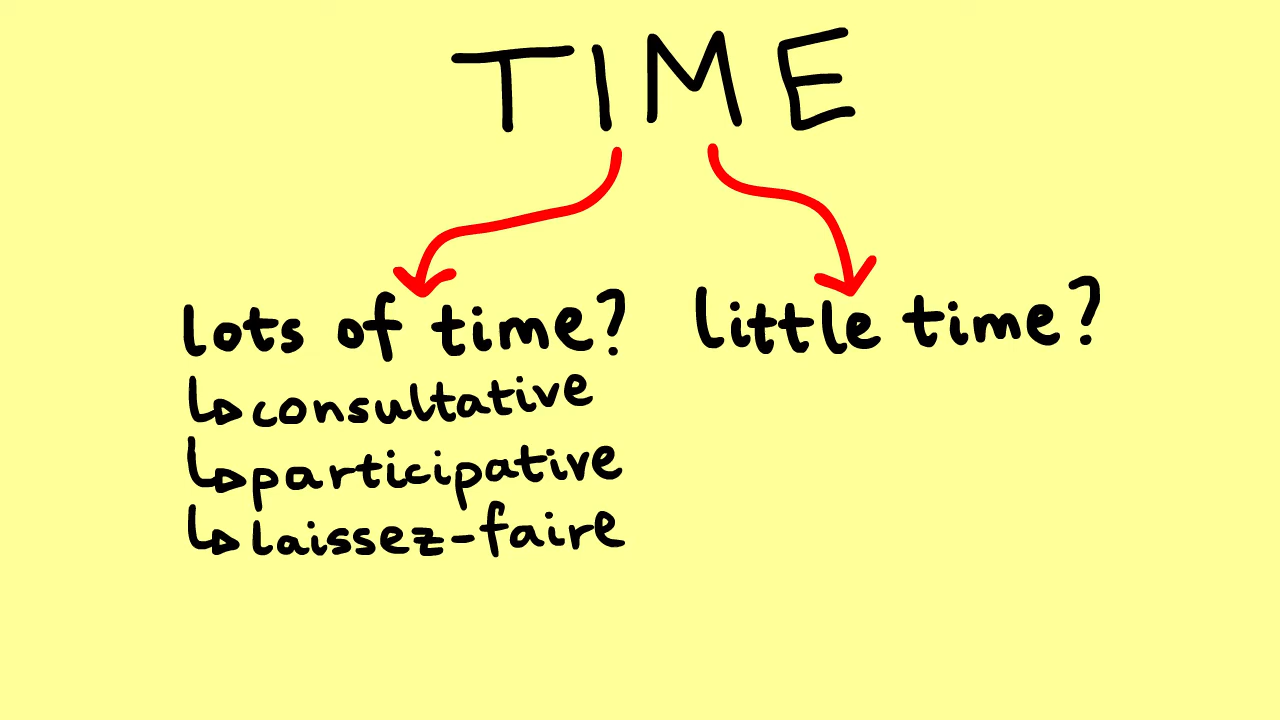 TIME
lots of time? little time?
↳consultative
↳participative
↳laissez-faire